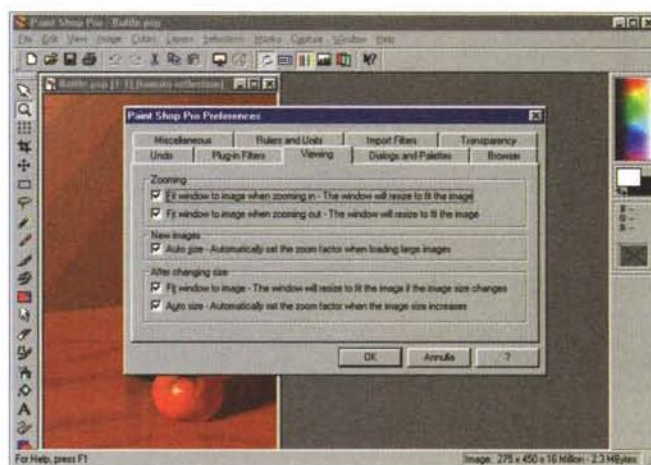 Paint Shop Pro - Bottle.psp
File Edit View Image Colors Layers Selections Masks Capture Window Help
Paint Shop Pro Preferences
Miscellaneous Rulers and Units Import Filters Transparency
Undo Plug-in Filters Viewing Dialogs and Palettes Browser
Zooming
Fit window to image when zooming in - The window will resize to fit the image
Fit window to image when zooming out - The window will resize to fit the image
New images
Auto size - Automatically set the zoom factor when loading large images
After changing size
Fit window to image - The window will resize to fit the image if the image size changes
Auto size - Automatically set the zoom factor when the image size increases
OK Annulla ?
R -
G -
B -
For Help, press F1
Image: 275 x 450 x 16 Million - 2.3 MBytes